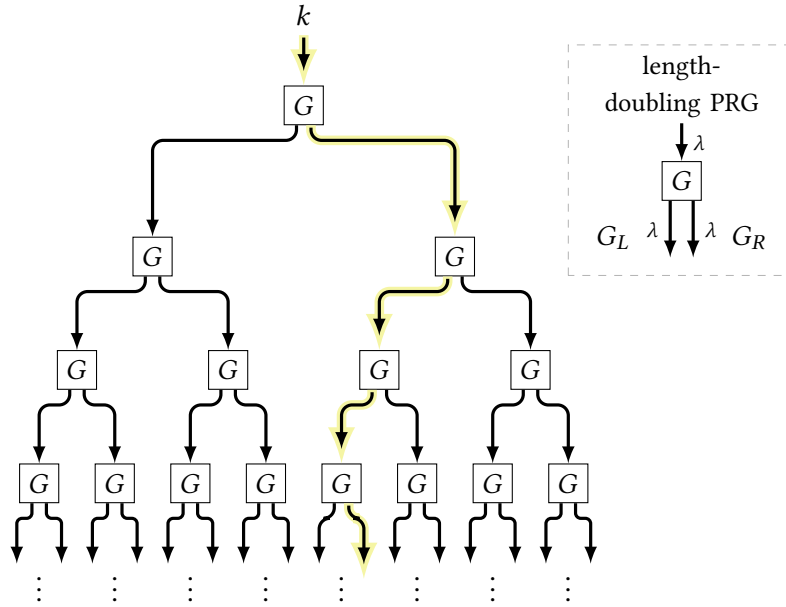 k
length-
doubling PRG
G
λ
G
G_L λ λ G_R
G G
G G G G
G G G G G G G G
⋮ ⋮ ⋮ ⋮ ⋮ ⋮ ⋮ ⋮